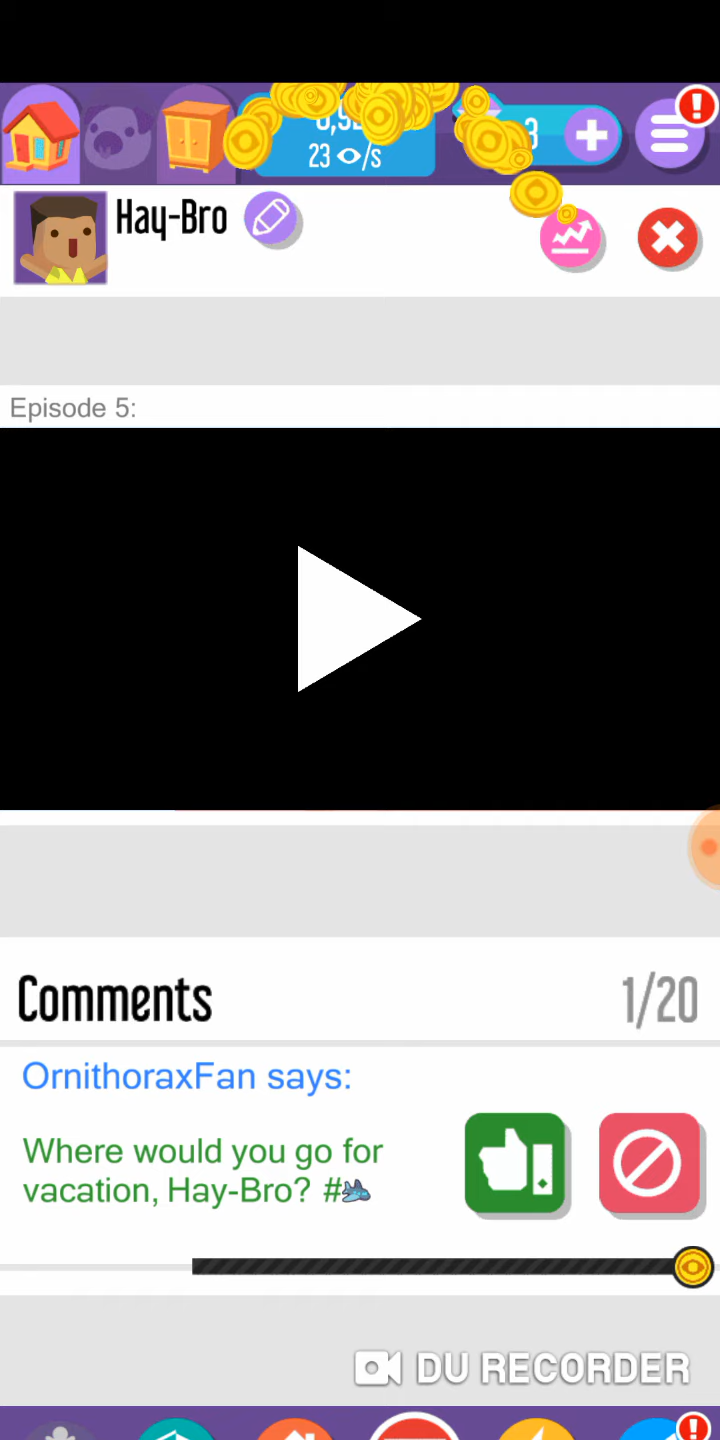 23 /s
3
Hay-Bro
Episode 5:
Comments
1/20
OrnithoraxFan says:
Where would you go for
vacation, Hay-Bro? #
DU RECORDER